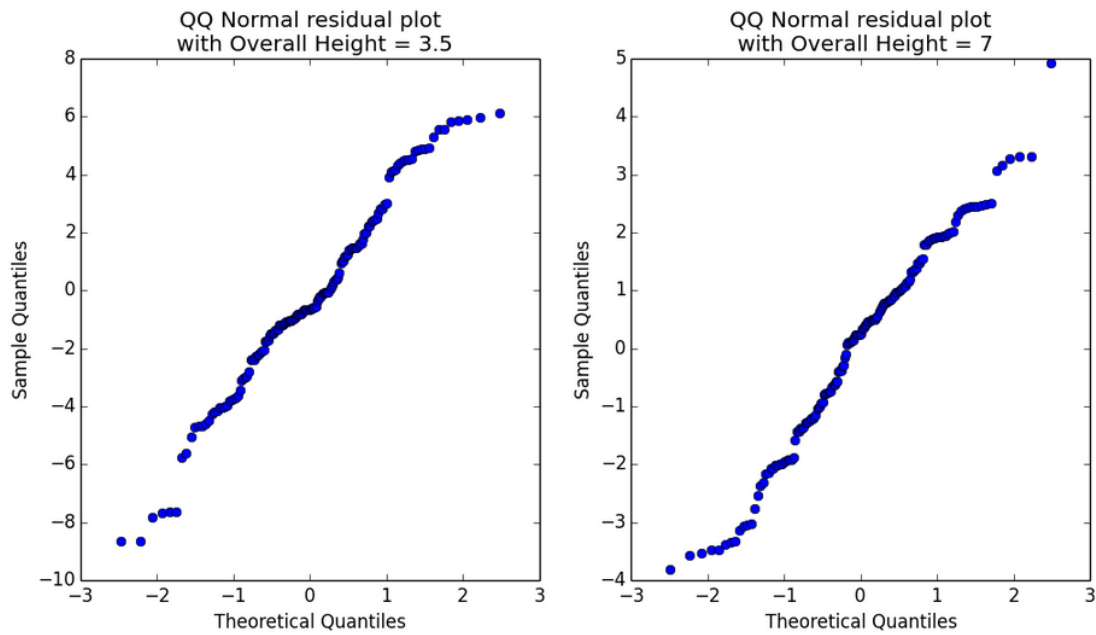 QQ Normal residual plot
with Overall Height = 3.5
8
6
4
2
0
−2
−4
−6
−8
−10
Sample Quantiles
−3 −2 −1 0 1 2 3
Theoretical Quantiles
QQ Normal residual plot
with Overall Height = 7
5
4
3
2
1
0
−1
−2
−3
−4
Sample Quantiles
−3 −2 −1 0 1 2 3
Theoretical Quantiles